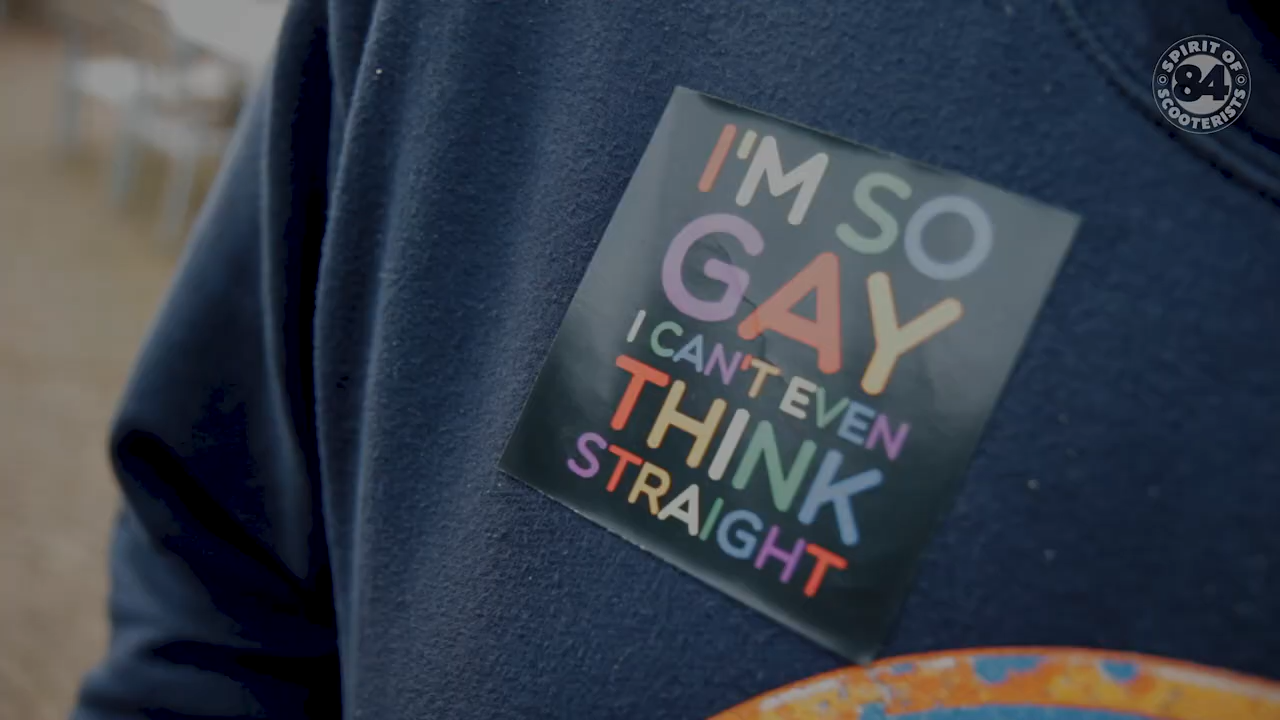 I'M SO
GAY
I CAN'T EVEN
THINK
STRAIGHT
SPIRIT OF
84
SCOOTERISTS